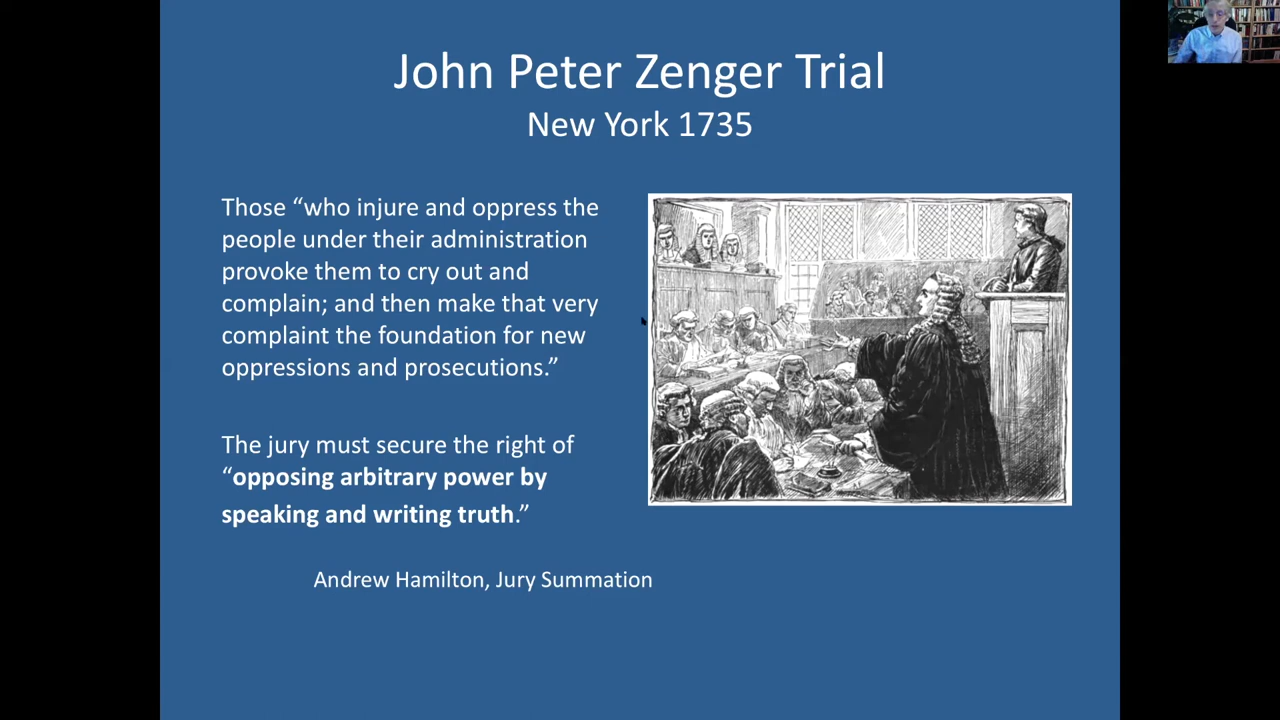 John Peter Zenger Trial
New York 1735
Those “who injure and oppress the
people under their administration
provoke them to cry out and
complain; and then make that very
complaint the foundation for new
oppressions and prosecutions.”
The jury must secure the right of
“opposing arbitrary power by
speaking and writing truth.”
Andrew Hamilton, Jury Summation